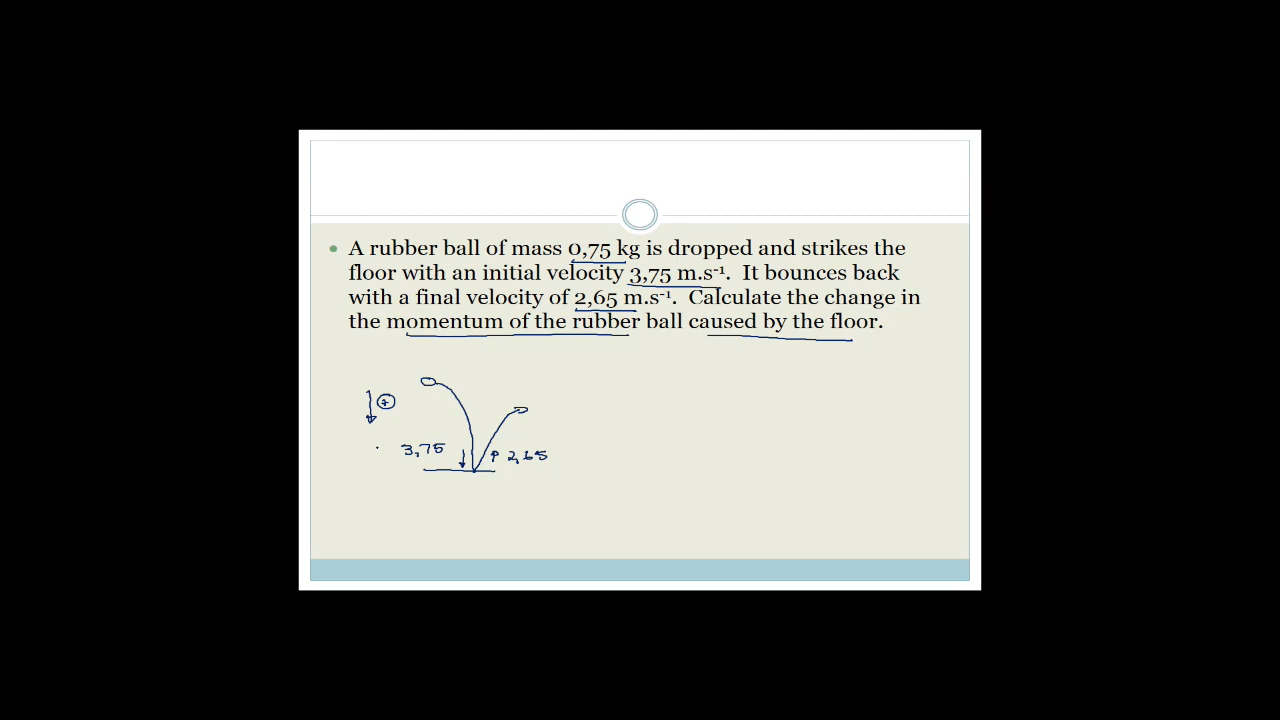 A rubber ball of mass 0,75 kg is dropped and strikes the
floor with an initial velocity 3,75 m.s⁻¹. It bounces back
with a final velocity of 2,65 m.s⁻¹. Calculate the change in
the momentum of the rubber ball caused by the floor.
+
3,75 2,65